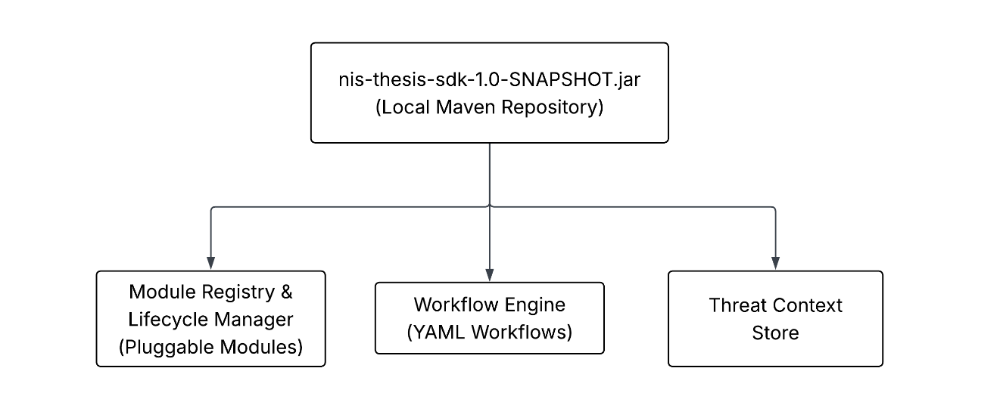 nis-thesis-sdk-1.0-SNAPSHOT.jar
(Local Maven Repository)
Module Registry &
Lifecycle Manager
(Pluggable Modules)
Workflow Engine
(YAML Workflows)
Threat Context
Store